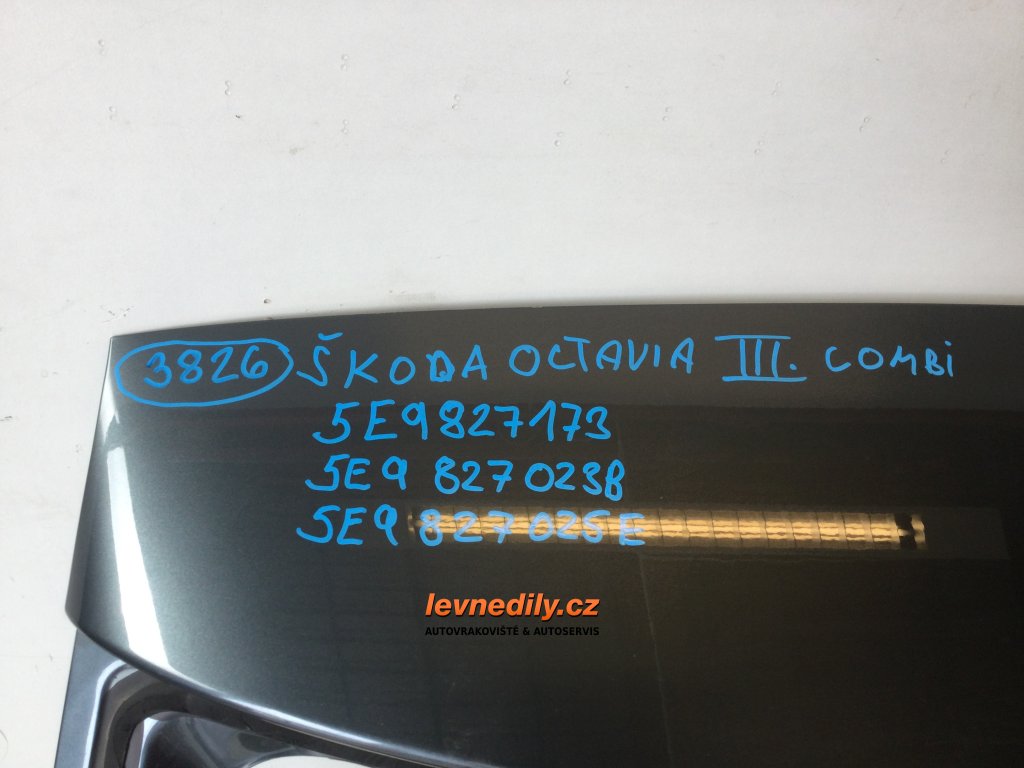 3826 ŠKODA OCTAVIA III. COMBi
5E9827173
5E9 827023B
5E9 827025E
levnedily.cz
AUTOVRAKOVIŠTĚ & AUTOSERVIS